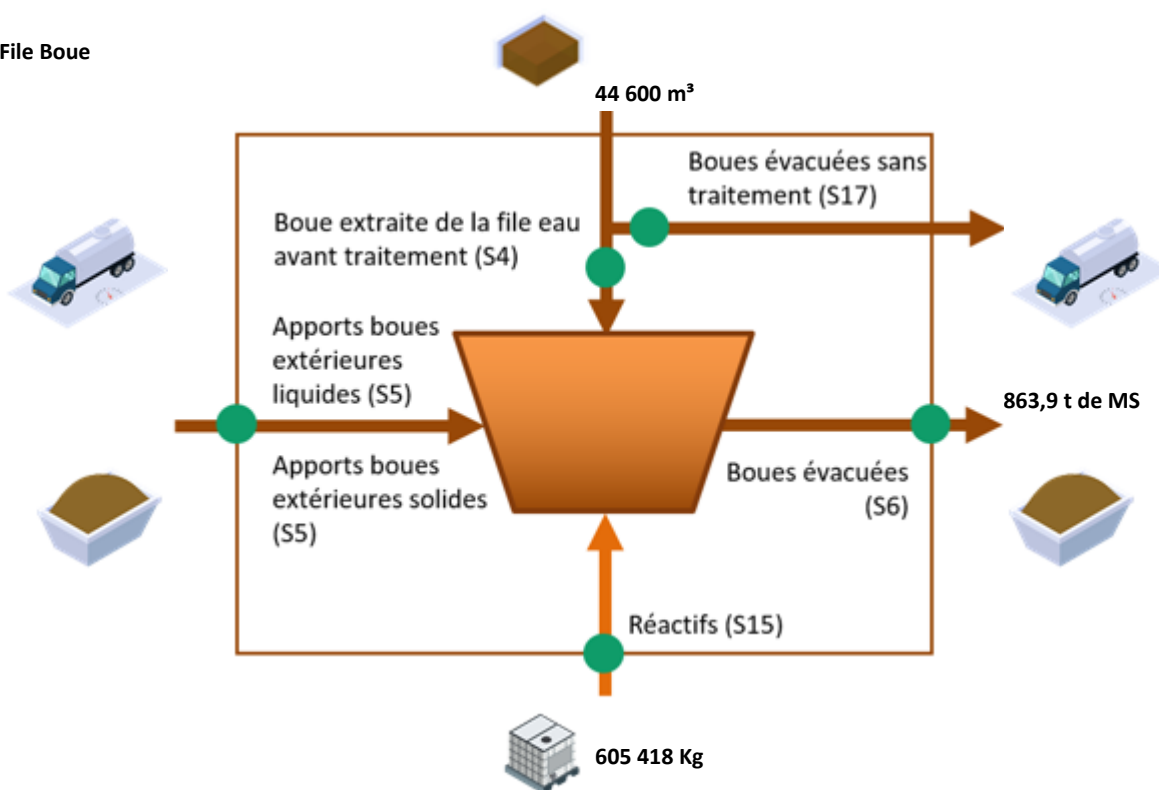 File Boue
44 600 m³
Boues évacuées sans
traitement (S17)
Boue extraite de la file eau
avant traitement (S4)
Apports boues
extérieures
liquides (S5)
863,9 t de MS
Apports boues
extérieures solides
(S5)
Boues évacuées
(S6)
Réactifs (S15)
605 418 Kg